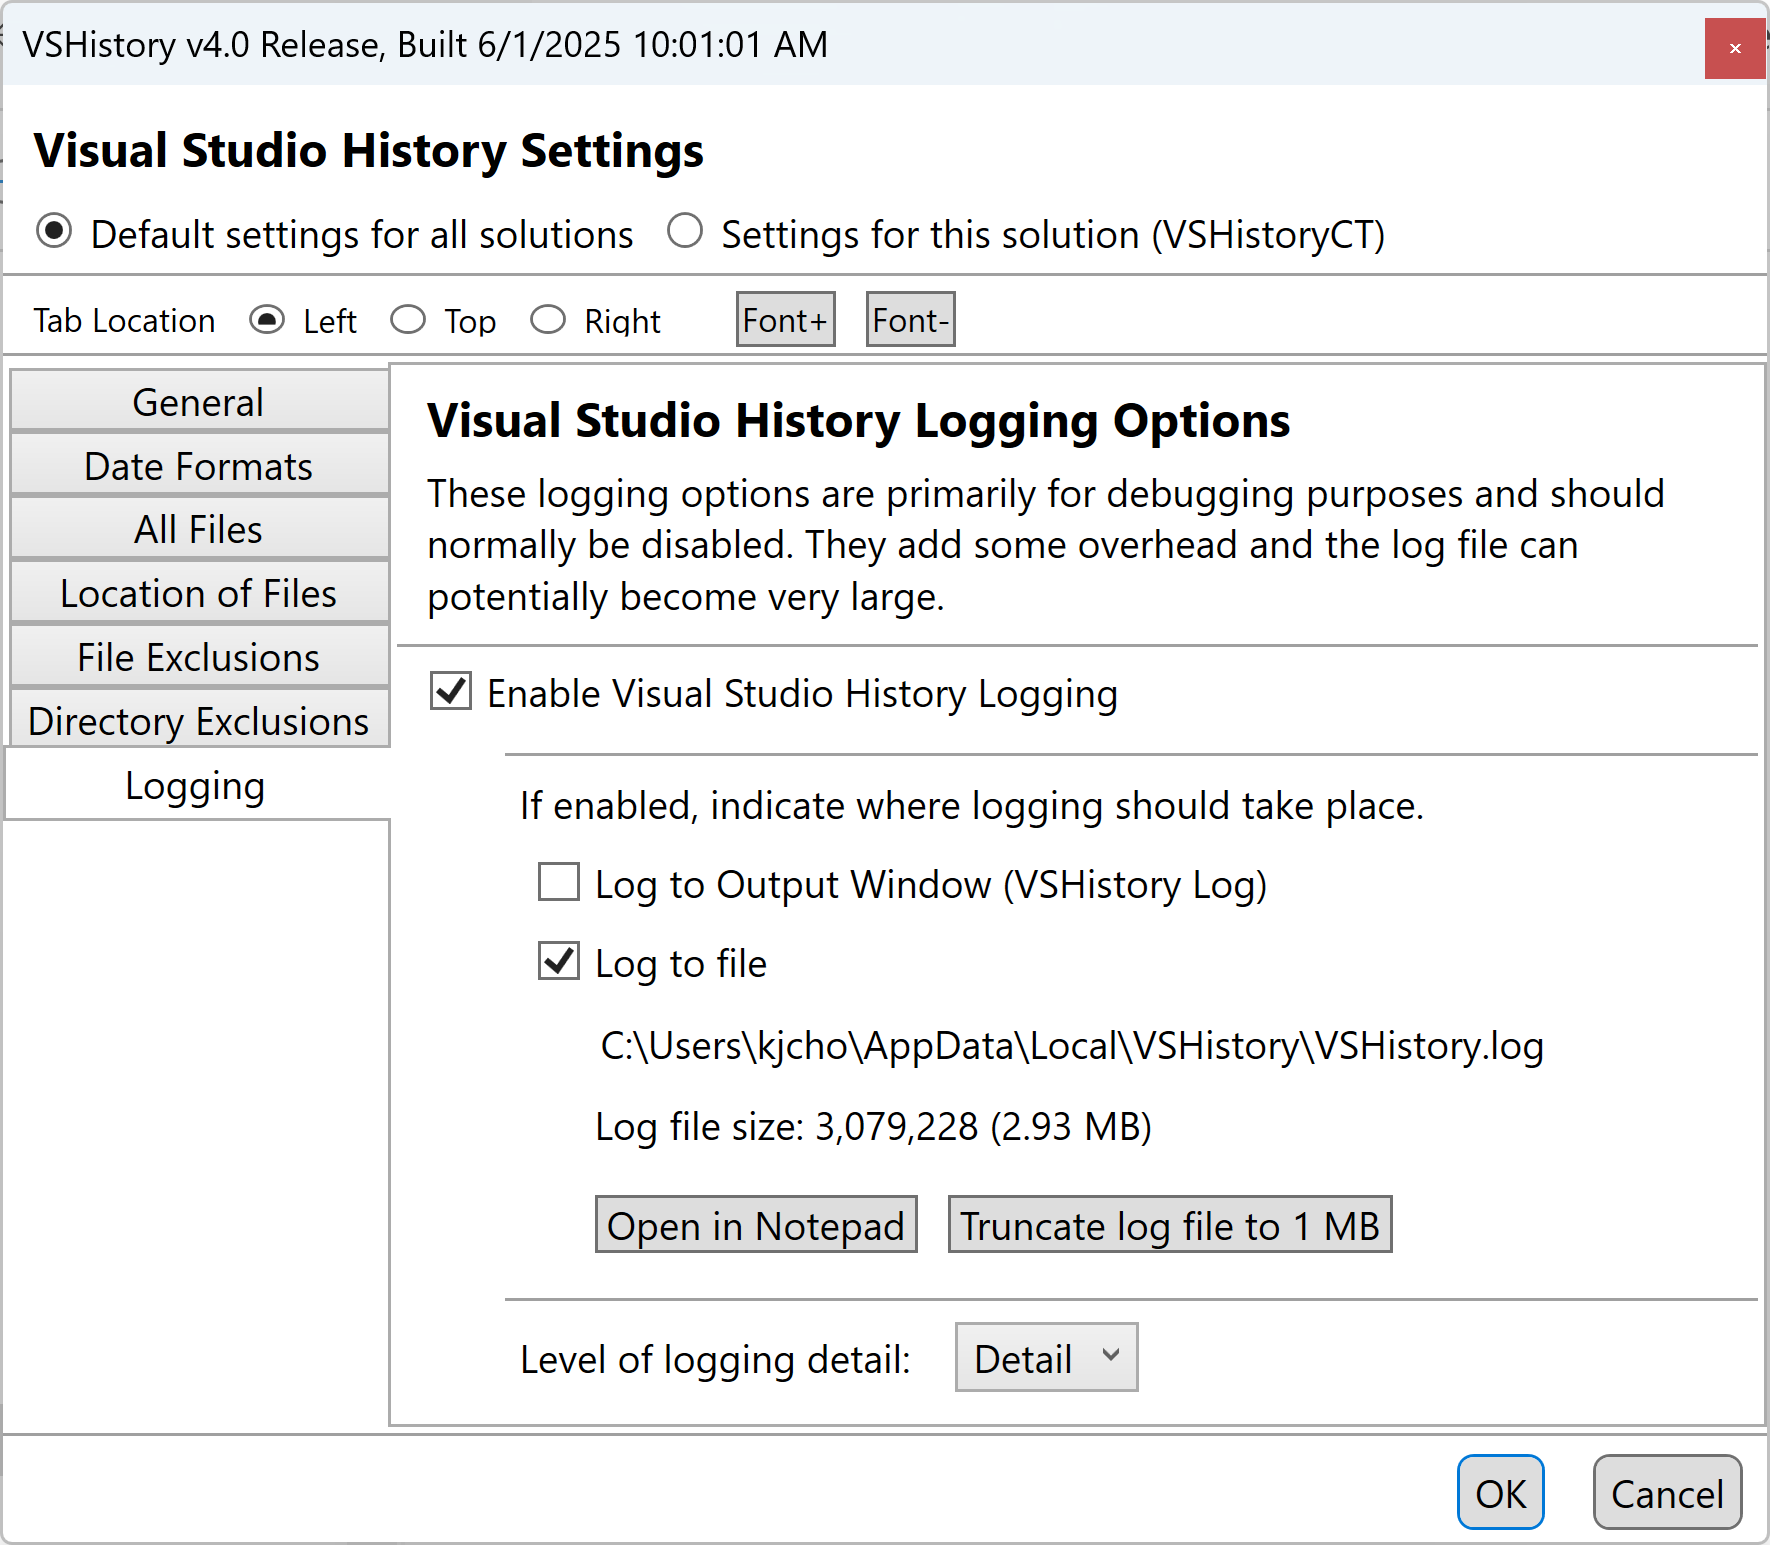 VSHistory v4.0 Release, Built 6/1/2025 10:01:01 AM
Visual Studio History Settings
Default settings for all solutions Settings for this solution (VSHistoryCT)
Tab Location Left Top Right Font+ Font-
General
Date Formats
All Files
Location of Files
File Exclusions
Directory Exclusions
Logging
Visual Studio History Logging Options
These logging options are primarily for debugging purposes and should
normally be disabled. They add some overhead and the log file can
potentially become very large.
Enable Visual Studio History Logging
If enabled, indicate where logging should take place.
Log to Output Window (VSHistory Log)
Log to file
C:\Users\kjcho\AppData\Local\VSHistory\VSHistory.log
Log file size: 3,079,228 (2.93 MB)
Open in Notepad Truncate log file to 1 MB
Level of logging detail: Detail
OK Cancel